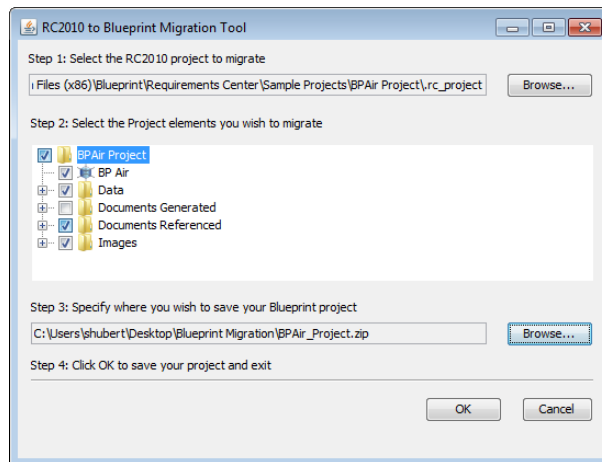 RC2010 to Blueprint Migration Tool
Step 1: Select the RC2010 project to migrate
Files (x86)\Blueprint\Requirements Center\Sample Projects\BPAir Project\.rc_project
Browse...
Step 2: Select the Project elements you wish to migrate
BPAir Project
BP Air
Data
Documents Generated
Documents Referenced
Images
Step 3: Specify where you wish to save your Blueprint project
C:\Users\shubert\Desktop\Blueprint Migration\BPAir_Project.zip
Browse...
Step 4: Click OK to save your project and exit
OK
Cancel